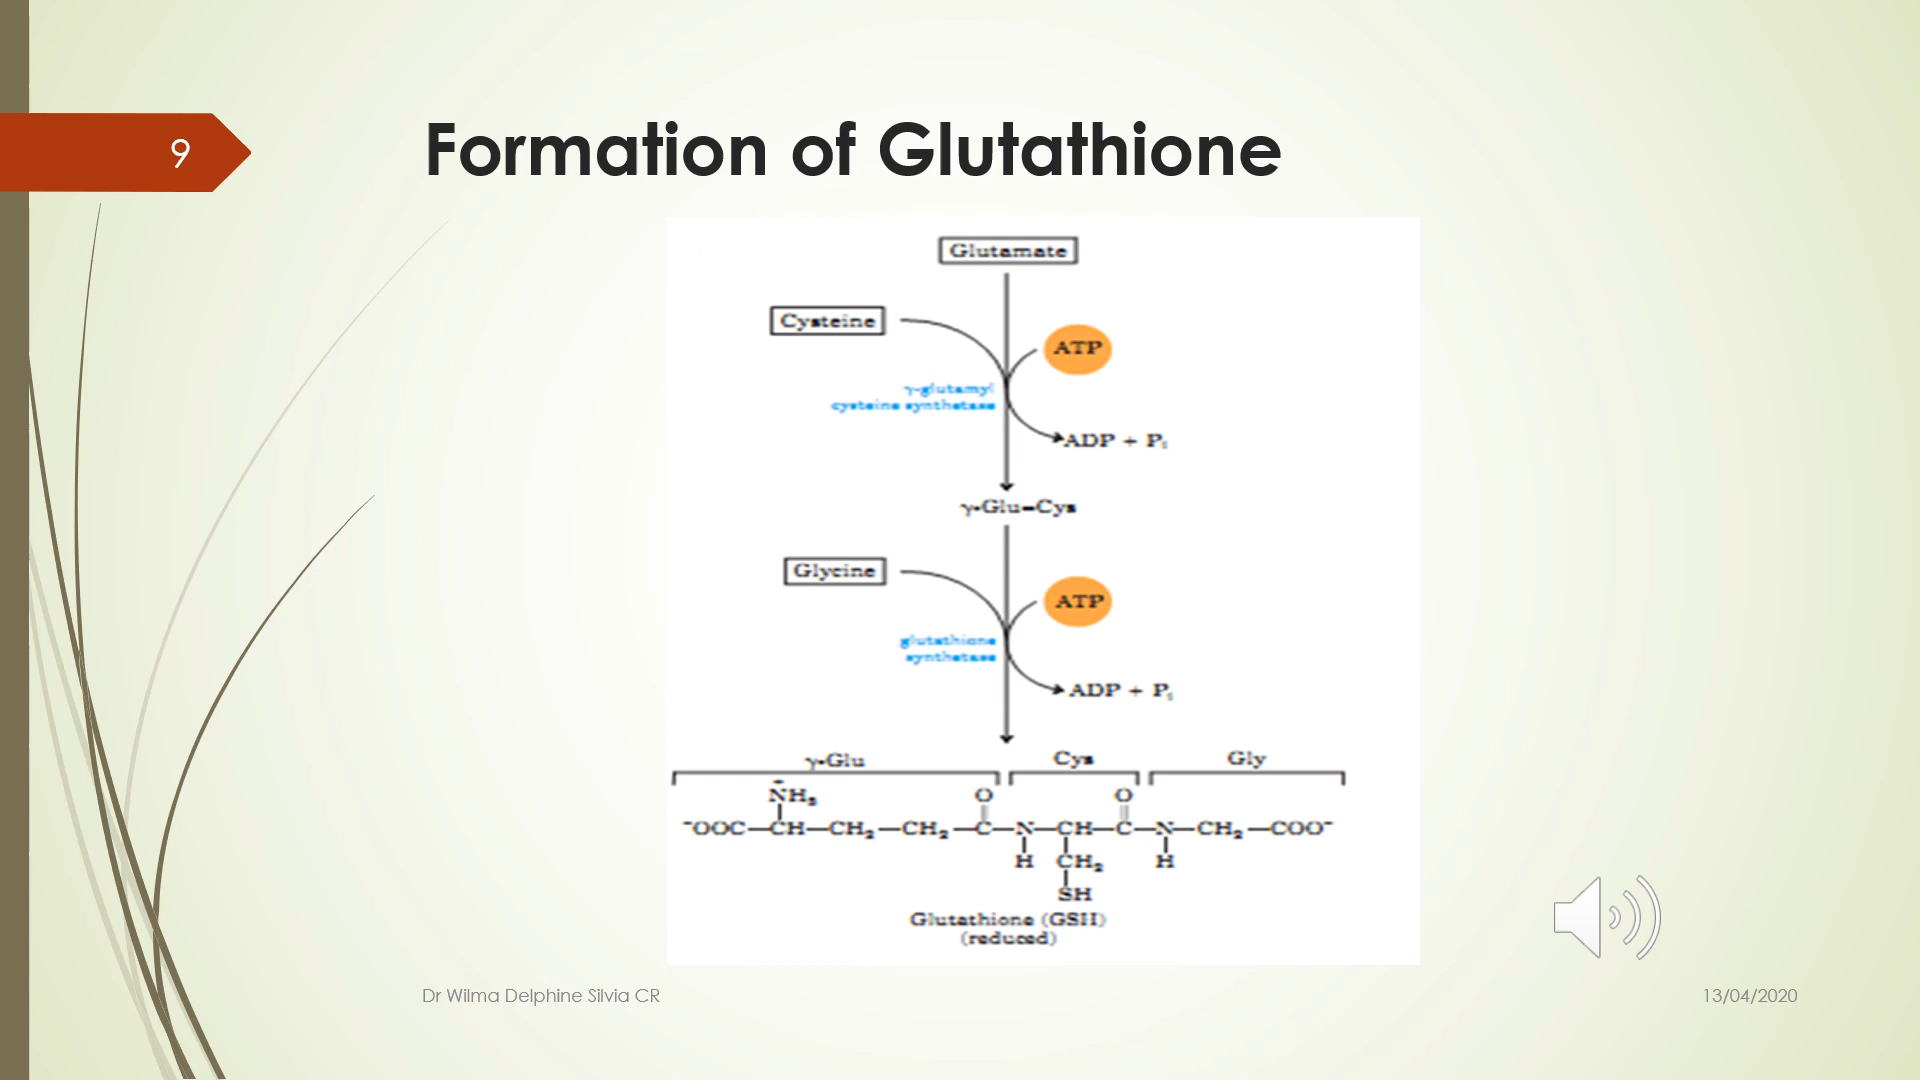 9
Formation of Glutathione
Glutamate
Cysteine
ATP
γ-glutamyl
cysteine synthetase
ADP + Pi
γ-Glu–Cys
Glycine
ATP
glutathione
synthetase
ADP + Pi
γ-Glu Cys Gly
+
NH₃ O O
⁻OOC—CH—CH₂—CH₂—C—N—CH—C—N—CH₂—COO⁻
H CH₂ H
SH
Glutathione (GSH)
(reduced)
Dr Wilma Delphine Silvia CR
13/04/2020